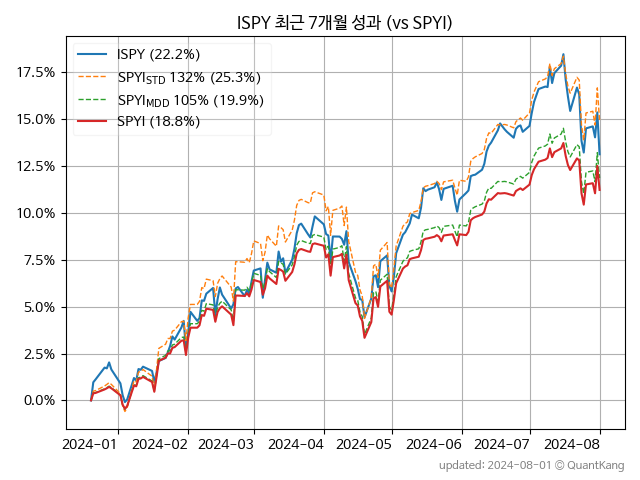 ISPY 최근 7개월 성과 (vs SPYI)
ISPY (22.2%)
SPYISTD 132% (25.3%)
SPYIMDD 105% (19.9%)
SPYI (18.8%)
17.5%
15.0%
12.5%
10.0%
7.5%
5.0%
2.5%
0.0%
2024-01 2024-02 2024-03 2024-04 2024-05 2024-06 2024-07 2024-08
updated: 2024-08-01 © QuantKang